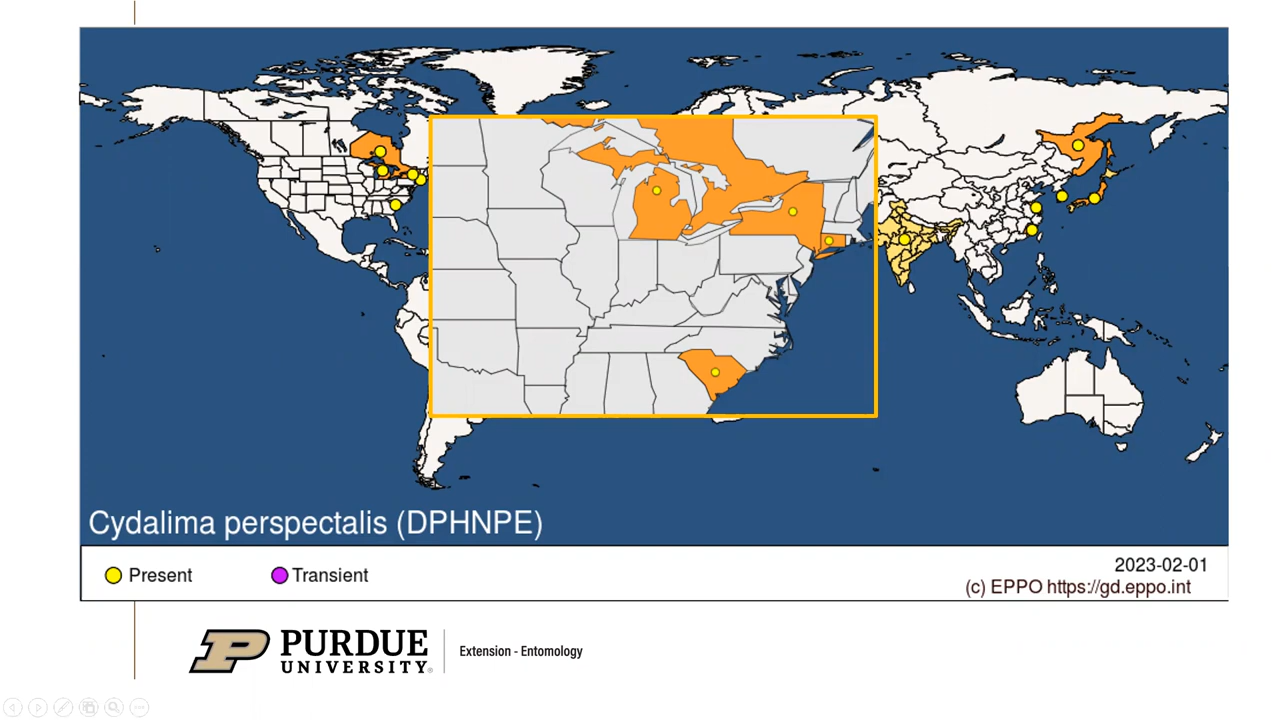 Cydalima perspectalis (DPHNPE)
Present
Transient
2023-02-01
(c) EPPO https://gd.eppo.int
PURDUE
UNIVERSITY®
Extension - Entomology